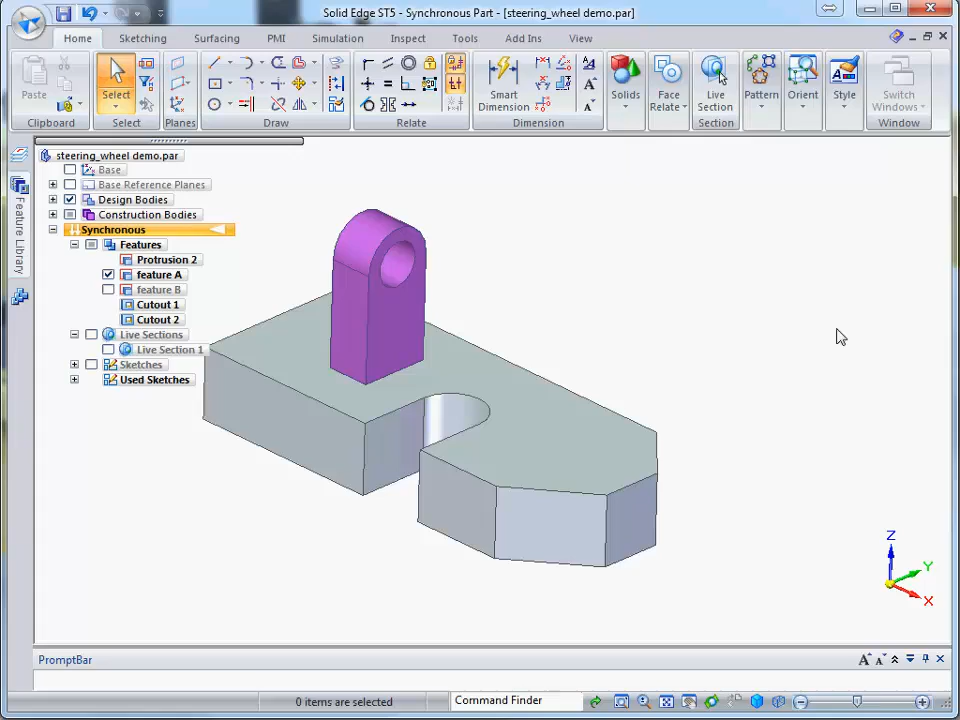 Solid Edge ST5 - Synchronous Part - [steering_wheel demo.par]
Home Sketching Surfacing PMI Simulation Inspect Tools Add Ins View
Paste
Select
Smart
Dimension
Solids
Face
Relate
Live
Section
Pattern
Orient
Style
Switch
Windows
Clipboard Select Planes Draw Relate Dimension Section Window
Feature Library
steering_wheel demo.par
Base
Base Reference Planes
Design Bodies
Construction Bodies
Synchronous
Features
Protrusion 2
feature A
feature B
Cutout 1
Cutout 2
Live Sections
Live Section 1
Sketches
Used Sketches
Z
Y
X
PromptBar
0 items are selected
Command Finder